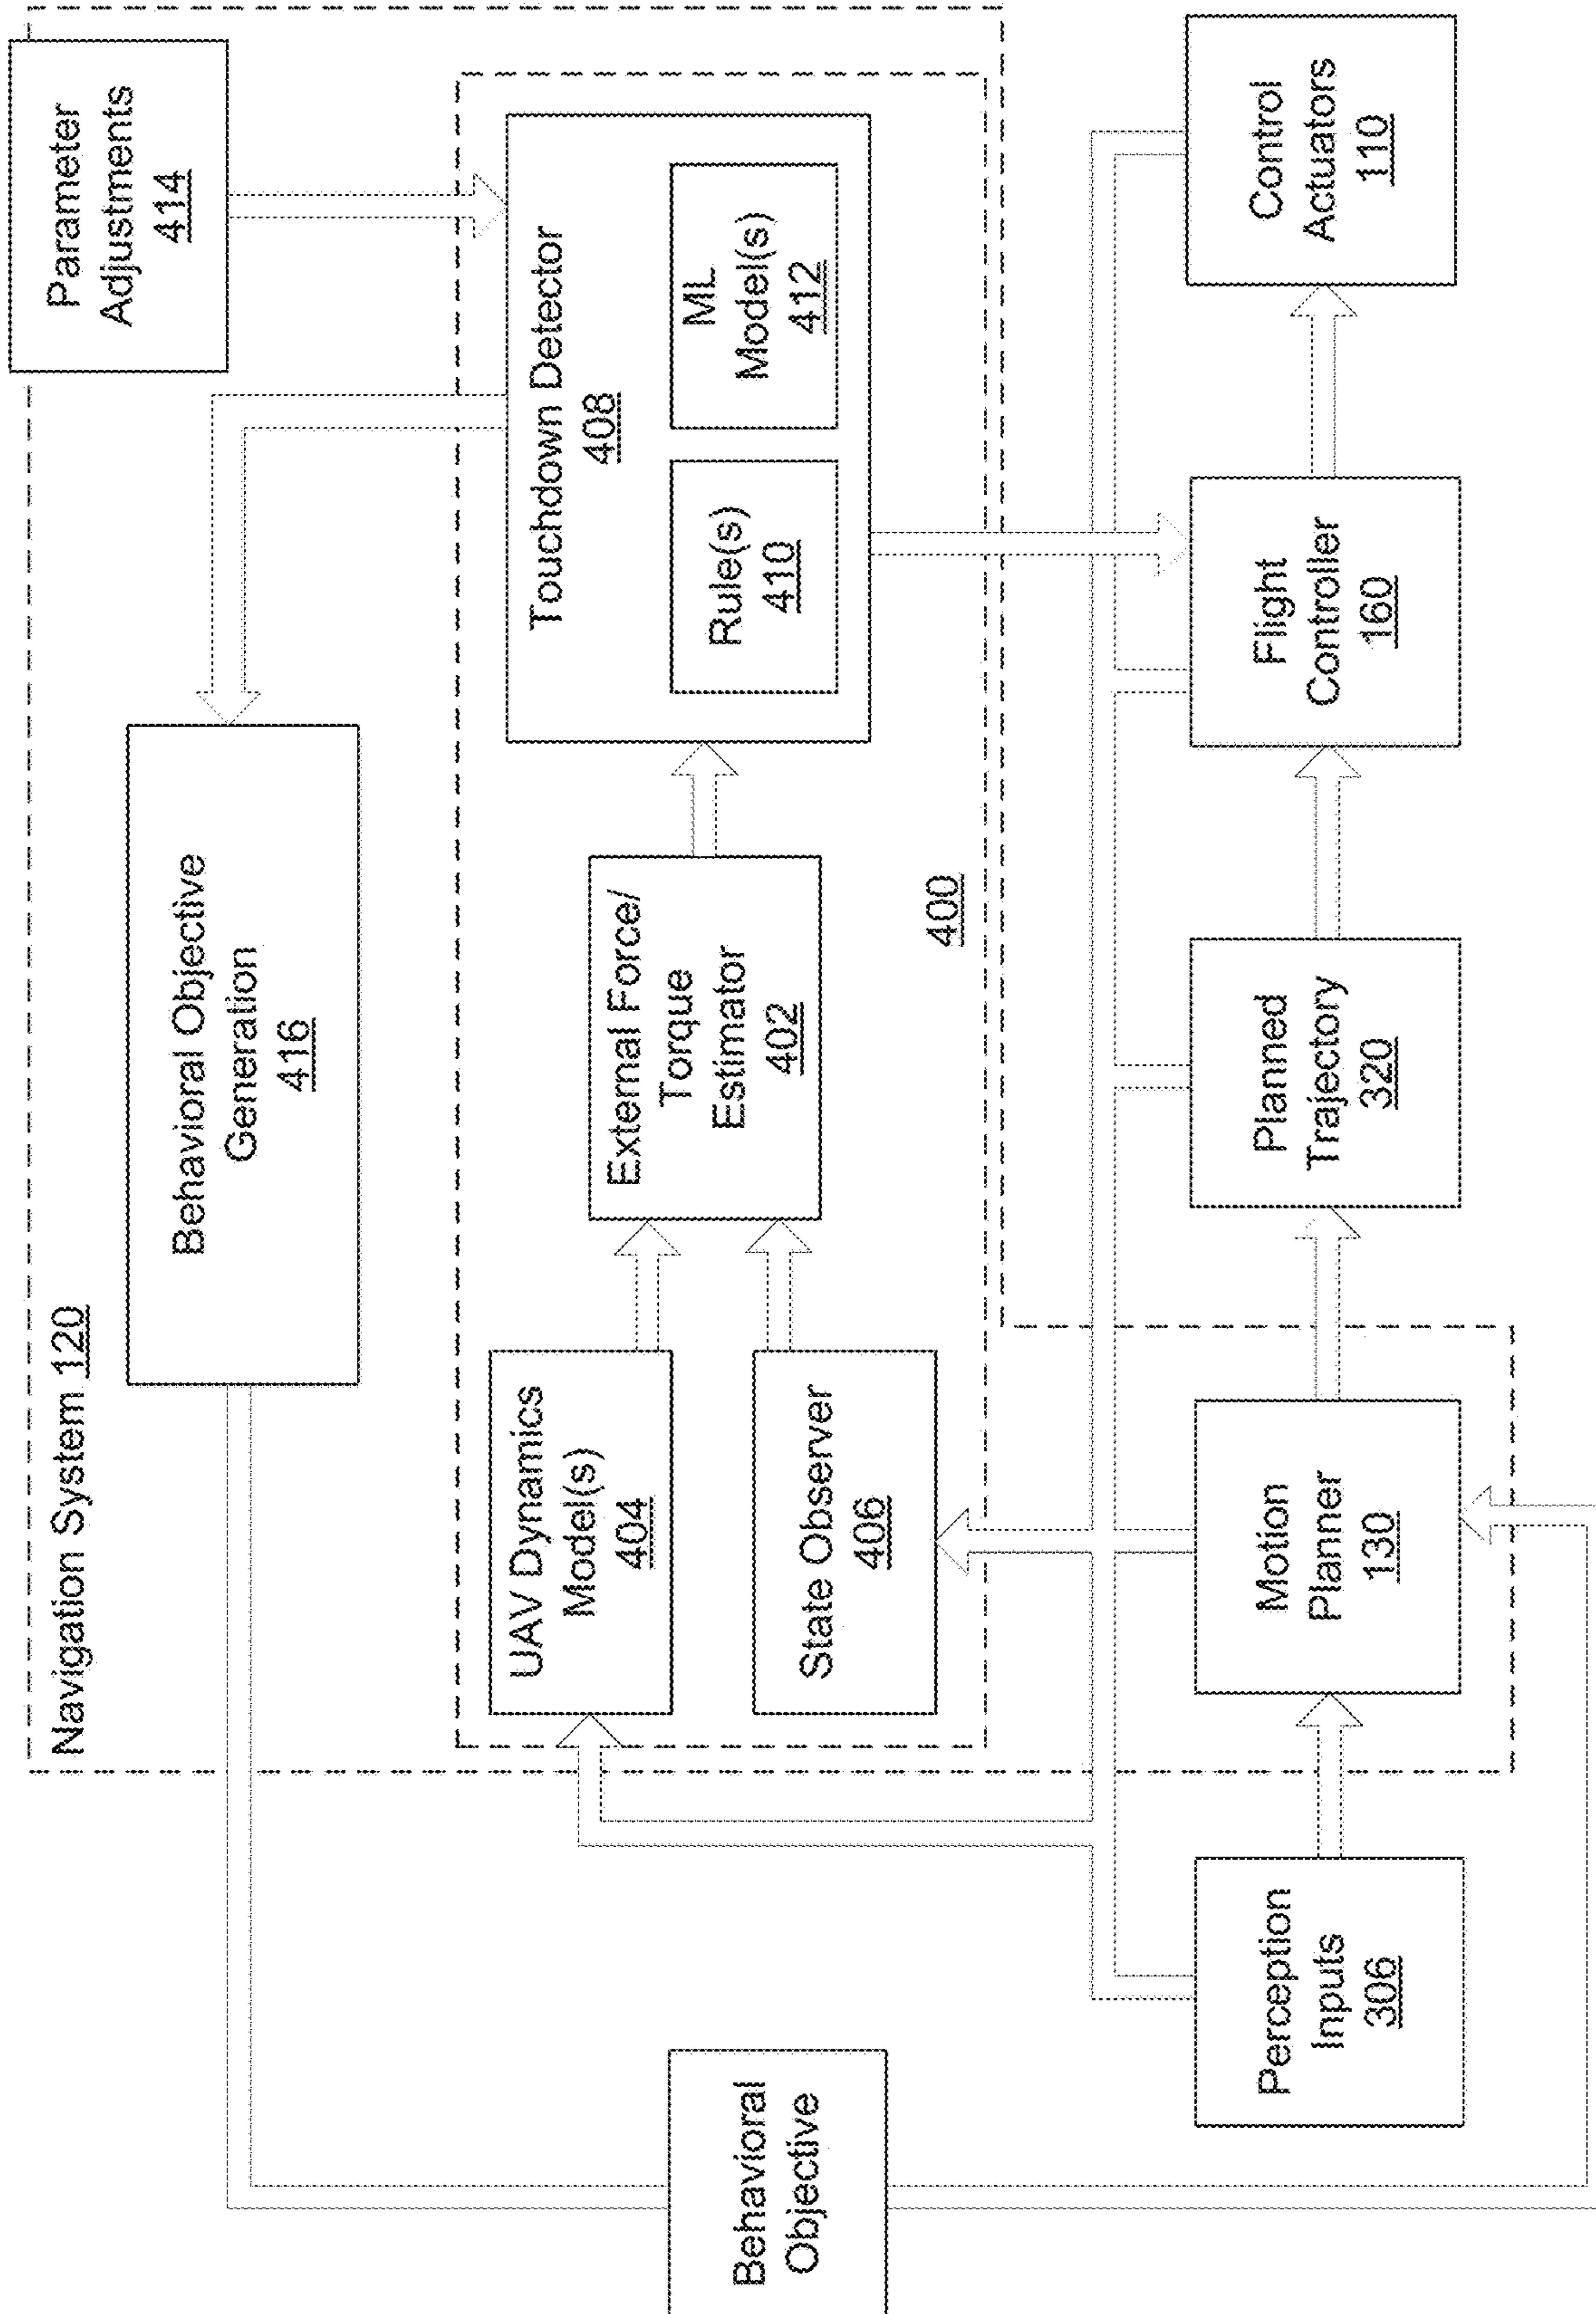 Navigation System 120
Parameter
Adjustments
414
Behavioral Objective
Generation
416
Touchdown Detector
408
Rule(s)
410
ML
Model(s)
412
External Force/
Torque
Estimator
402
UAV Dynamics
Model(s)
404
State Observer
406
400
Behavioral
Objective
Perception
Inputs
306
Motion
Planner
130
Planned
Trajectory
320
Flight
Controller
160
Control
Actuators
110